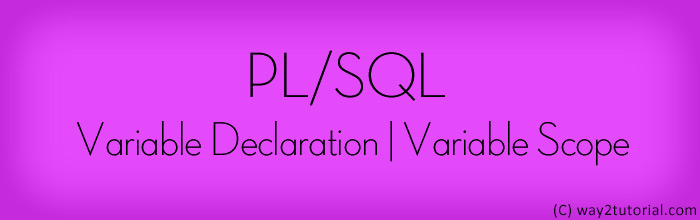 PL/SQL
Variable Declaration | Variable Scope
(C) way2tutorial.com